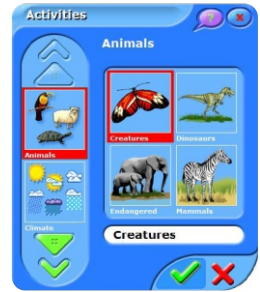 Activities
?
Animals
Creatures
Dinosaurs
Animals
Endangered
Mammals
Climate
Creatures